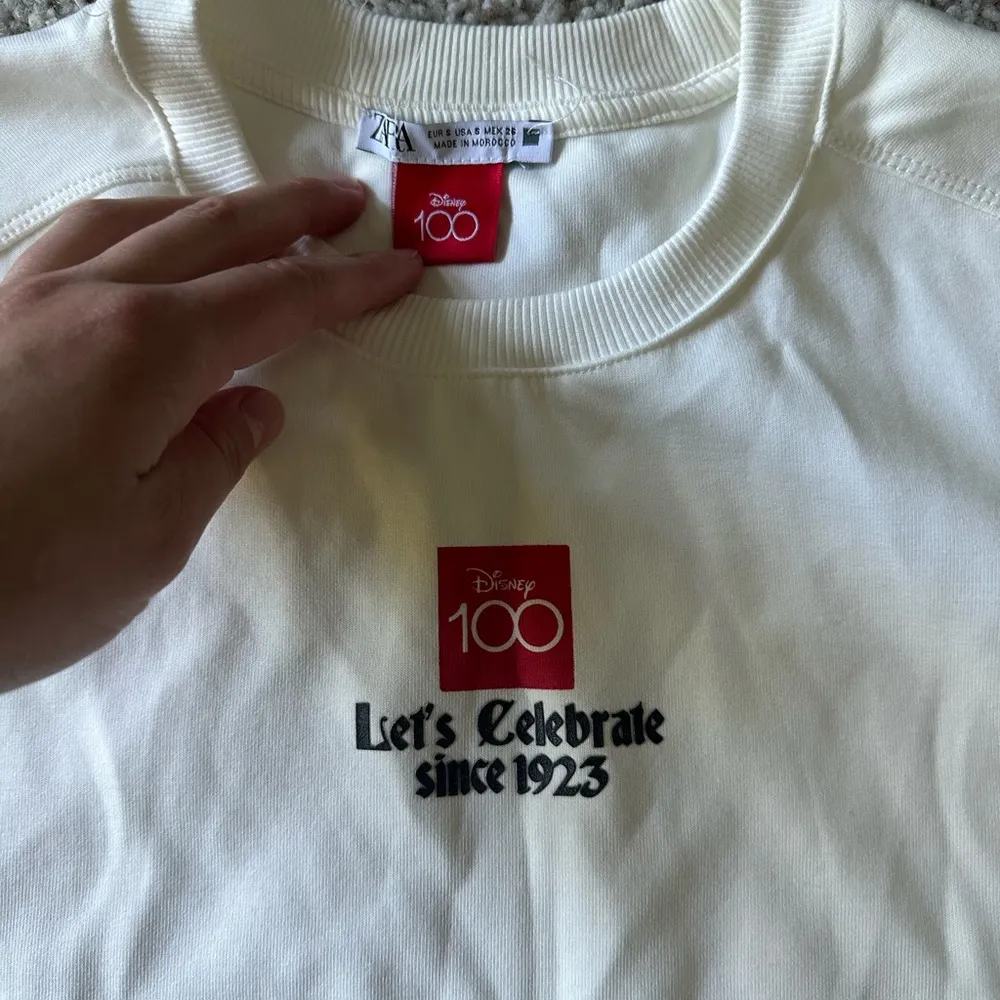 ZARA
EUR S USA S MEX 26
MADE IN MOROCCO
Disney
100
Disney
100
Let's Celebrate
since 1923